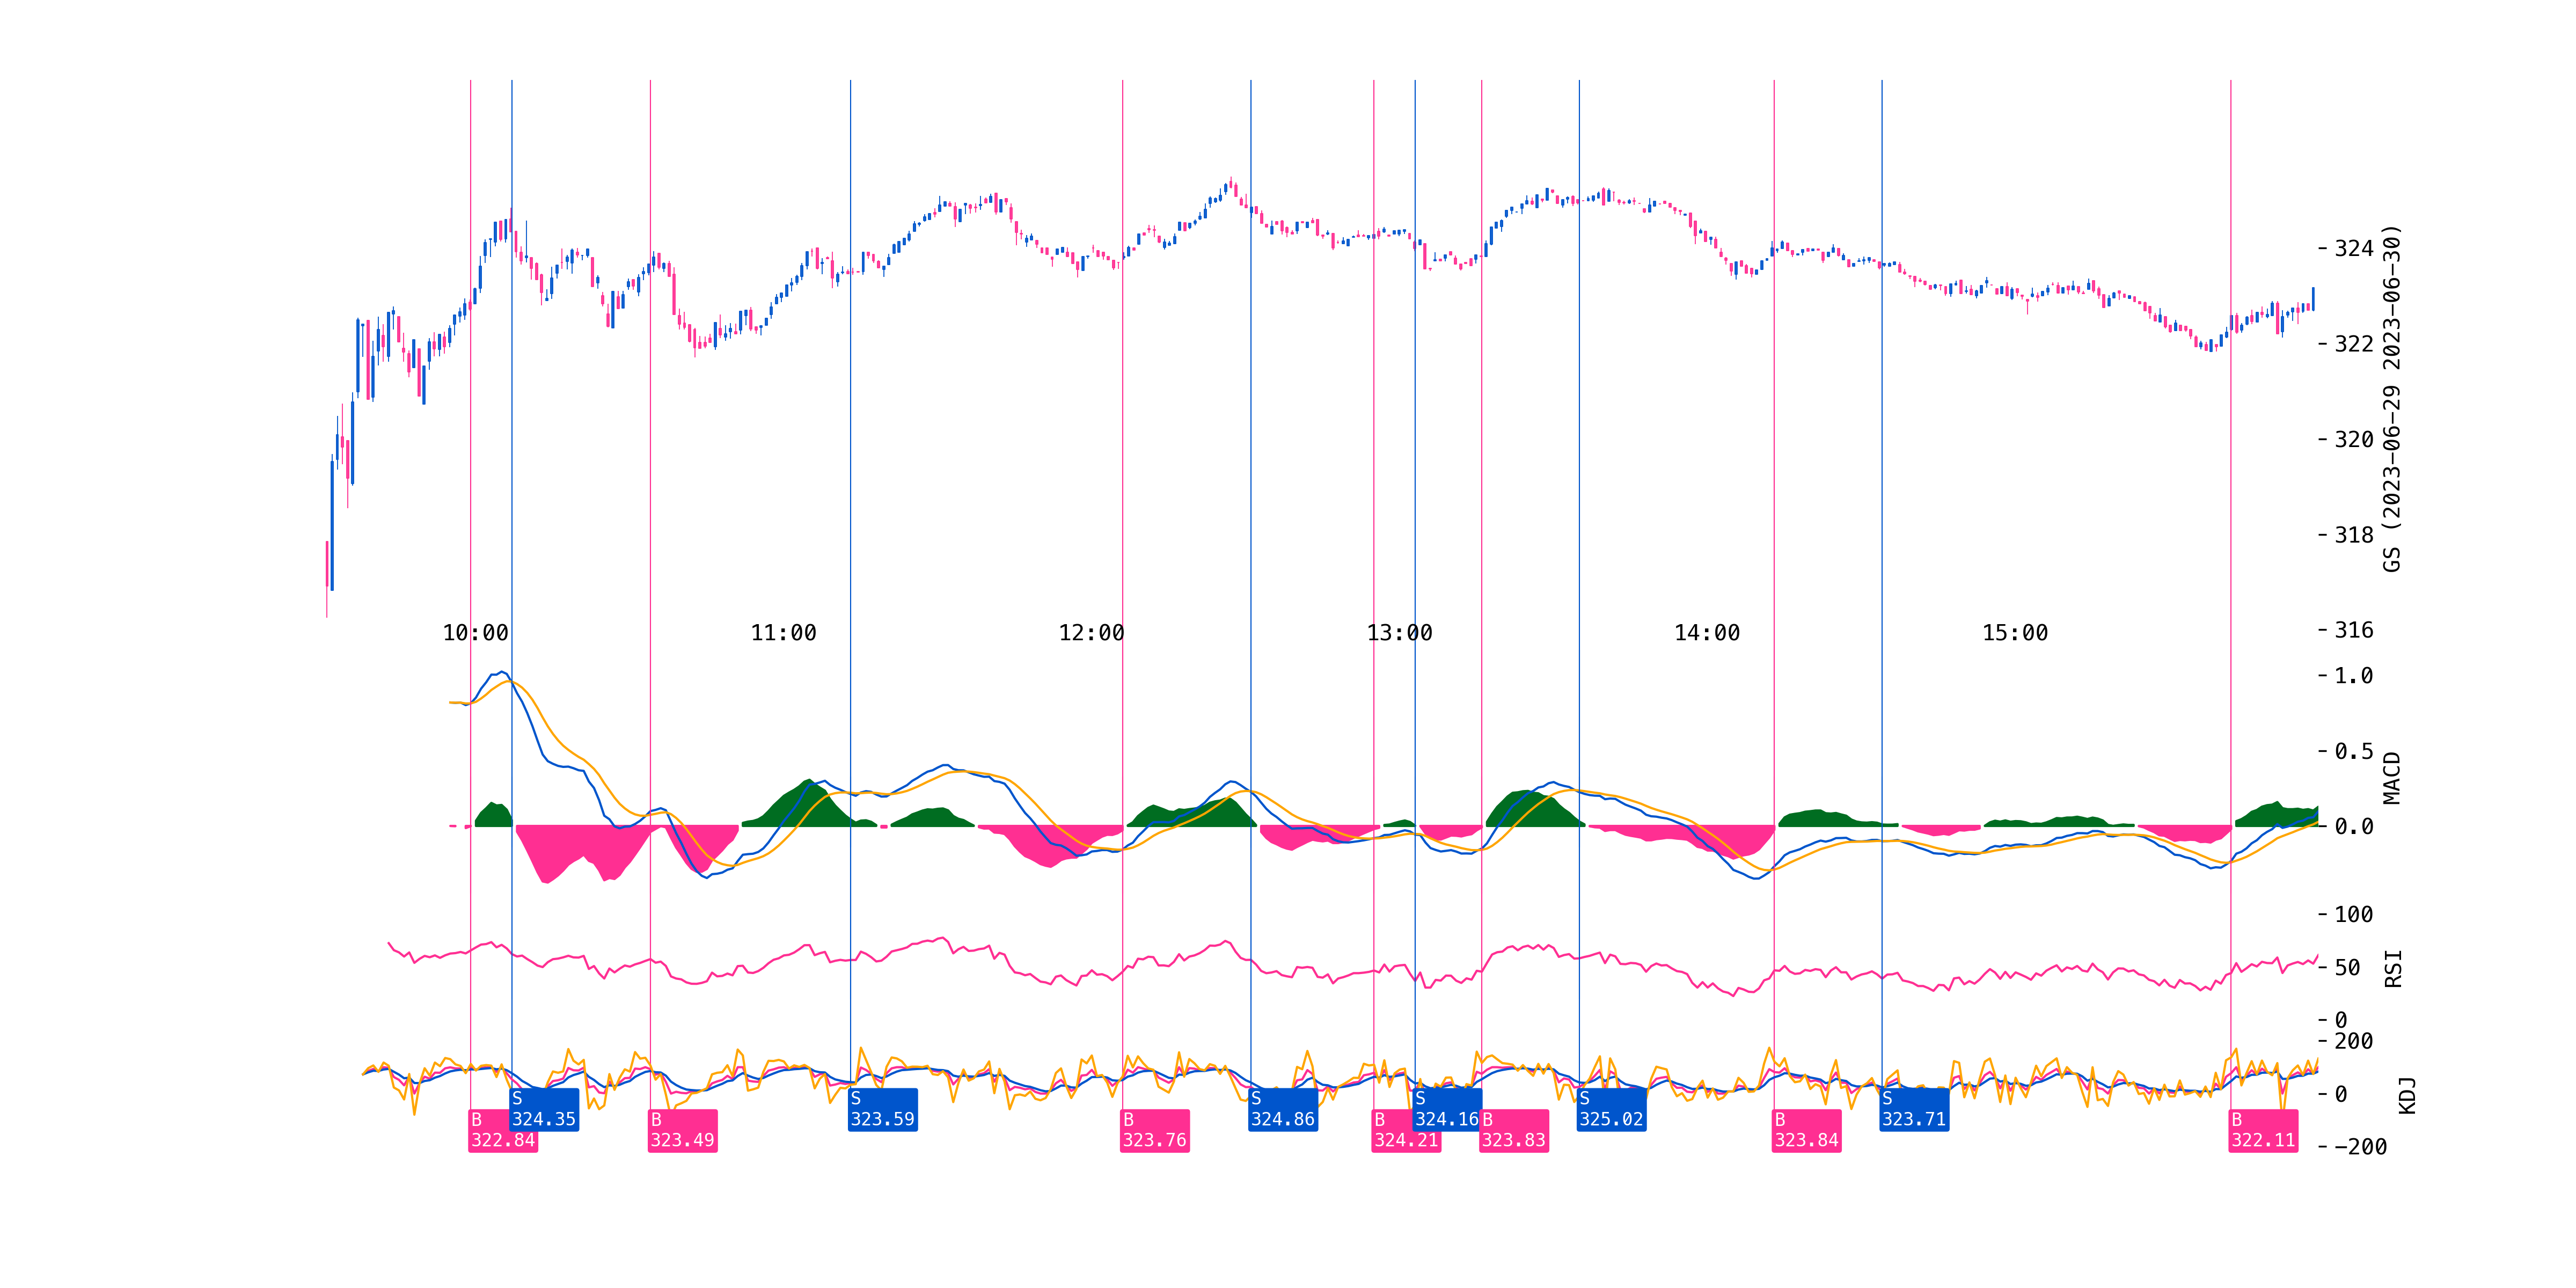 324
322
320
318
316
GS (2023-06-29 2023-06-30)
10:00
11:00
12:00
13:00
14:00
15:00
1.0
0.5
0.0
MACD
100
50
0
RSI
200
0
-200
KDJ
B
322.84
S
324.35
B
323.49
S
323.59
B
323.76
S
324.86
B
324.21
S
324.16
B
323.83
S
325.02
B
323.84
S
323.71
B
322.11